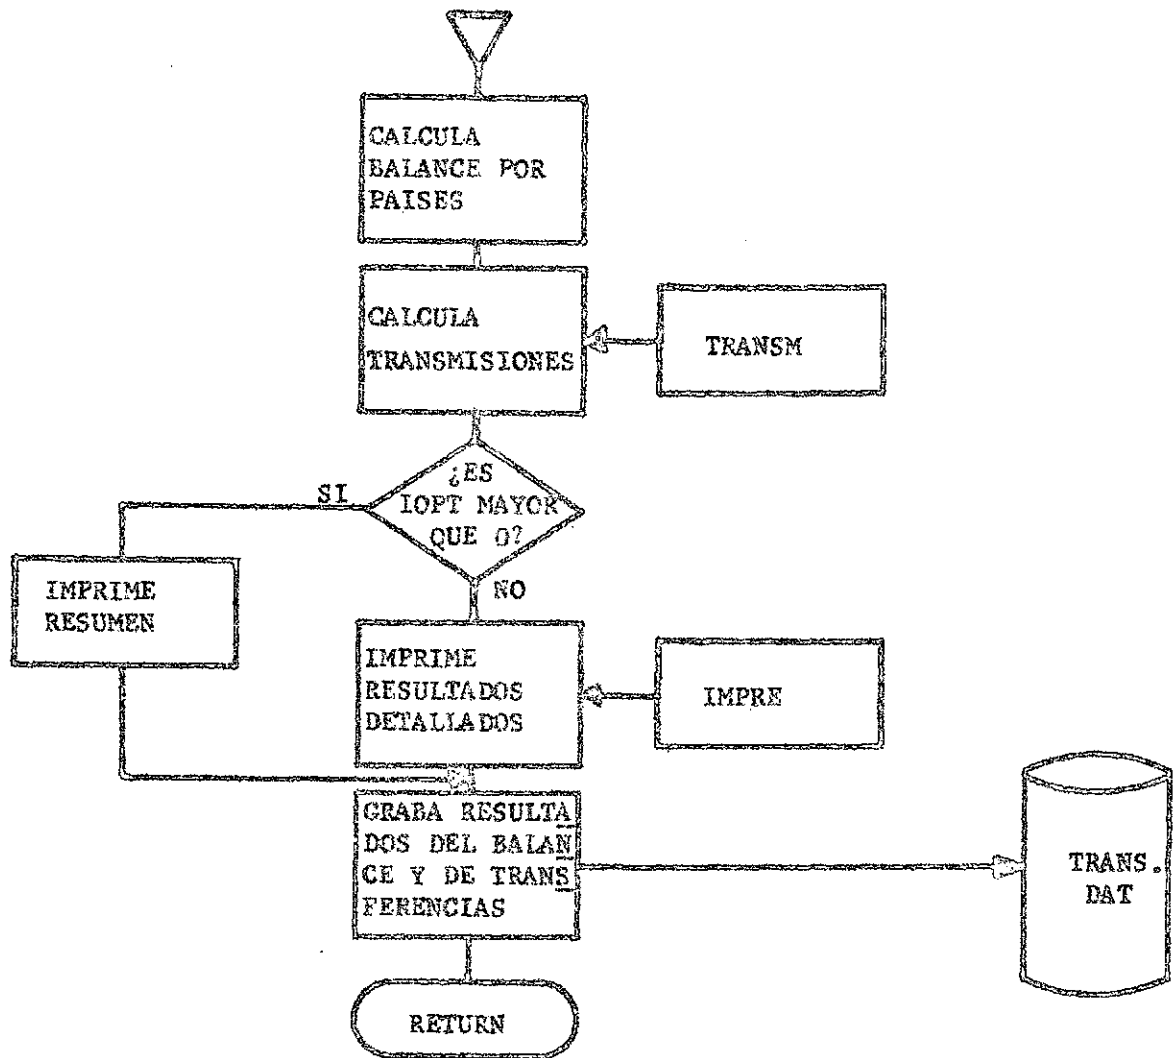 CALCULA
BALANCE POR
PAISES
CALCULA
TRANSMISIONES
TRANSM
¿ES
IOPT MAYOR
QUE 0?
SI
NO
IMPRIME
RESUMEN
IMPRIME
RESULTADOS
DETALLADOS
IMPRE
GRABA RESULTA
DOS DEL BALAN
CE Y DE TRANS
FERENCIAS
TRANS.
DAT
RETURN